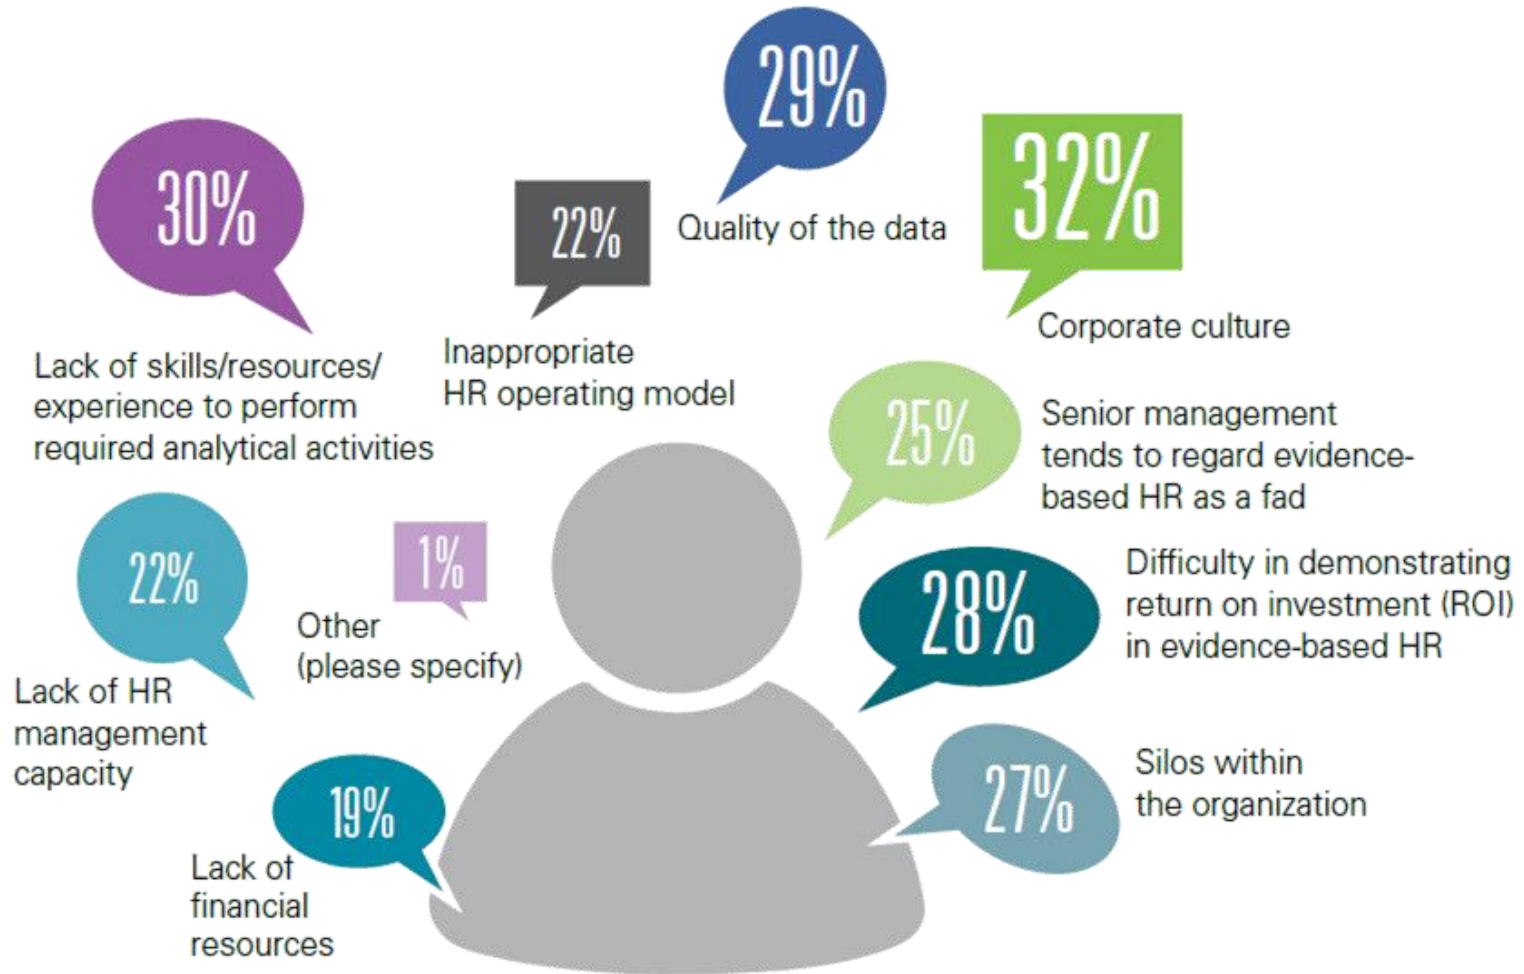 29%
Quality of the data
32%
Corporate culture
30%
Lack of skills/resources/
experience to perform
required analytical activities
22%
Inappropriate
HR operating model
25%
Senior management
tends to regard evidence-
based HR as a fad
22%
Lack of HR
management
capacity
1%
Other
(please specify)
28%
Difficulty in demonstrating
return on investment (ROI)
in evidence-based HR
19%
Lack of
financial
resources
27%
Silos within
the organization